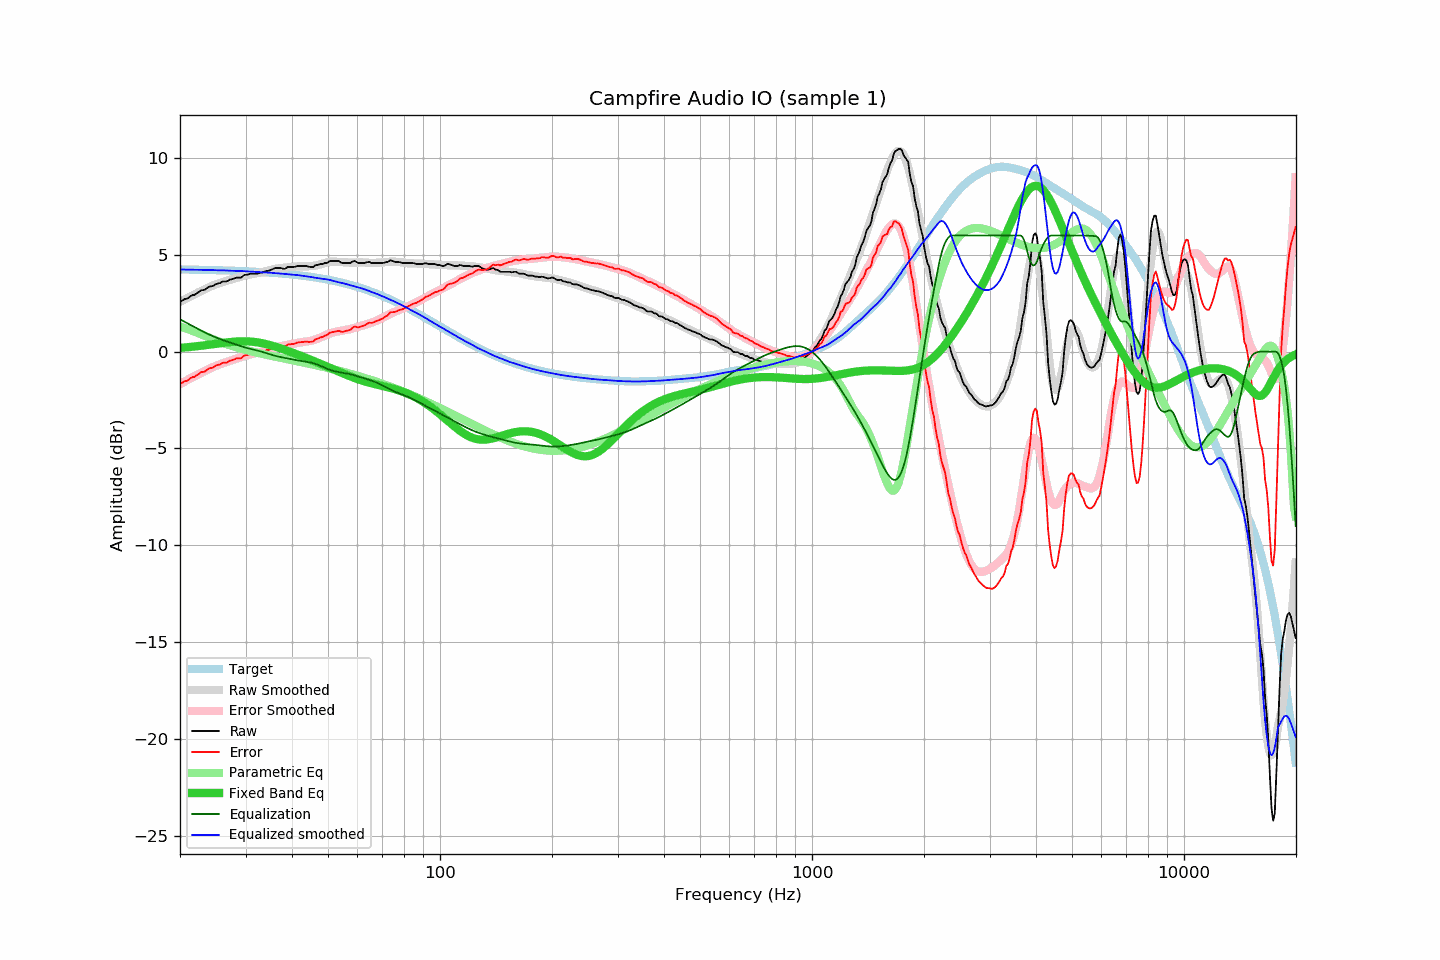 Campfire Audio IO (sample 1)
10
5
0
−5
−10
−15
−20
−25
Amplitude (dBr)
Target
Raw Smoothed
Error Smoothed
Raw
Error
Parametric Eq
Fixed Band Eq
Equalization
Equalized smoothed
100
1000
10000
Frequency (Hz)